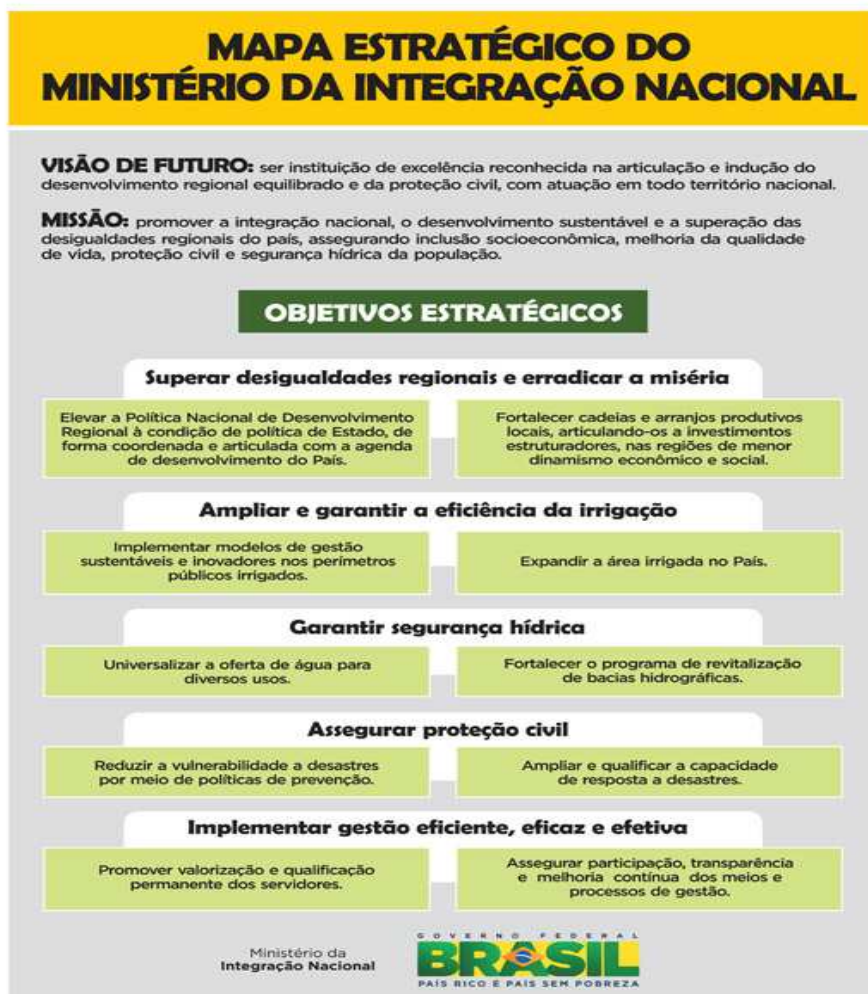 MAPA ESTRATÉGICO DO
MINISTÉRIO DA INTEGRAÇÃO NACIONAL
VISÃO DE FUTURO: ser instituição de excelência reconhecida na articulação e indução do
desenvolvimento regional equilibrado e da proteção civil, com atuação em todo território nacional.
MISSÃO: promover a integração nacional, o desenvolvimento sustentável e a superação das
desigualdades regionais do país, assegurando inclusão socioeconômica, melhoria da qualidade
de vida, proteção civil e segurança hídrica da população.
OBJETIVOS ESTRATÉGICOS
Superar desigualdades regionais e erradicar a miséria
Elevar a Política Nacional de Desenvolvimento
Regional à condição de política de Estado, de
forma coordenada e articulada com a agenda
de desenvolvimento do País.
Fortalecer cadeias e arranjos produtivos
locais, articulando-os a investimentos
estruturadores, nas regiões de menor
dinamismo econômico e social.
Ampliar e garantir a eficiência da irrigação
Implementar modelos de gestão
sustentáveis e inovadores nos perímetros
públicos irrigados.
Expandir a área irrigada no País.
Garantir segurança hídrica
Universalizar a oferta de água para
diversos usos.
Fortalecer o programa de revitalização
de bacias hidrográficas.
Assegurar proteção civil
Reduzir a vulnerabilidade a desastres
por meio de políticas de prevenção.
Ampliar e qualificar a capacidade
de resposta a desastres.
Implementar gestão eficiente, eficaz e efetiva
Promover valorização e qualificação
permanente dos servidores.
Assegurar participação, transparência
e melhoria contínua dos meios e
processos de gestão.
Ministério da
Integração Nacional
GOVERNO FEDERAL
BRASIL
PAÍS RICO É PAÍS SEM POBREZA